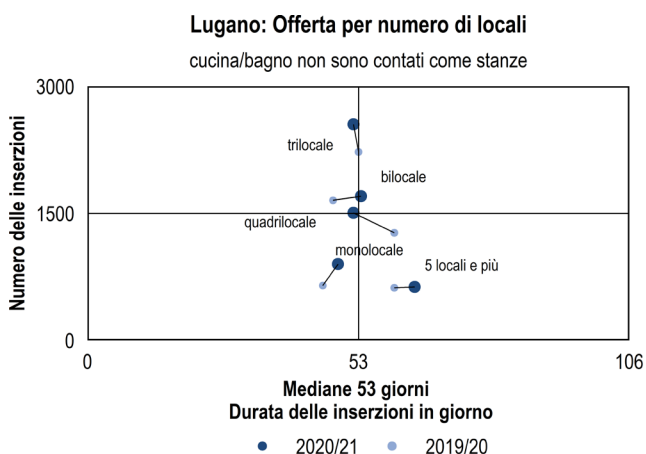 Lugano: Offerta per numero di locali
cucina/bagno non sono contati come stanze
Numero delle inserzioni
3000
1500
0
trilocale
bilocale
quadrilocale
monolocale
5 locali e più
0
53
106
Mediane 53 giorni
Durata delle inserzioni in giorno
2020/21
2019/20